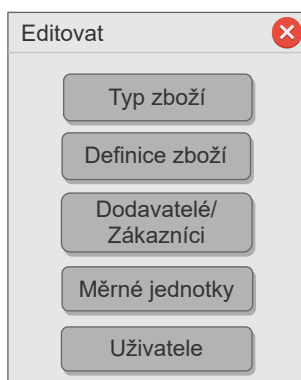 Editovat
Typ zboží
Definice zboží
Dodavatelé/
Zákazníci
Měrné jednotky
Uživatele